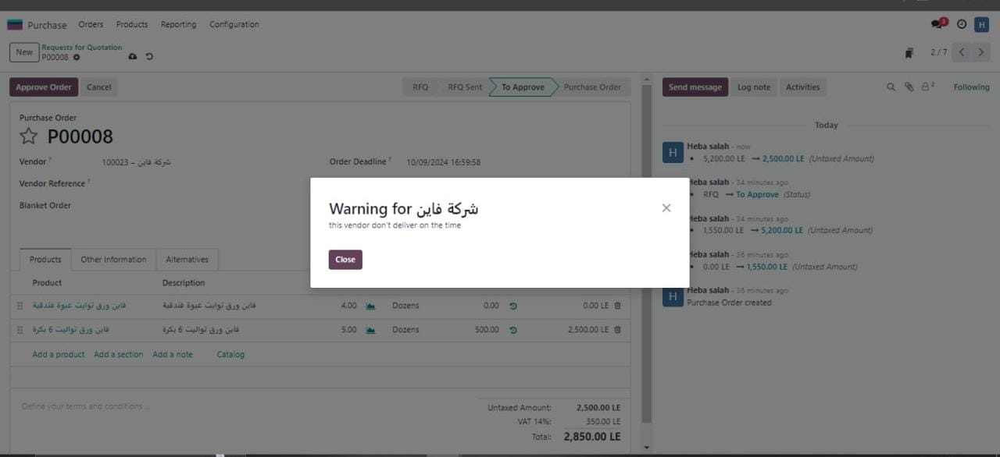 Purchase Orders Products Reporting Configuration
3 H
New Requests for Quotation
P00008
2 / 7
Approve Order Cancel RFQ RFQ Sent To Approve Purchase Order
Send message Log note Activities 2 Following
Purchase Order
P00008
Vendor ? 100023 – شركة فاين
Order Deadline ? 10/09/2024 16:59:58
Vendor Reference ?
Blanket Order
Warning for شركة فاين
this vendor don't deliver on the time
Close
Products Other Information Alternatives
Product Description
فاين ورق توايت عبوة فندقية فاين ورق توايت عبوة فندقية 4.00 Dozens 0.00 0.00 LE
فاين ورق تواليت 6 بكرة فاين ورق تواليت 6 بكرة 5.00 Dozens 500.00 2,500.00 LE
Add a product Add a section Add a note Catalog
Define your terms and conditions ...
Untaxed Amount: 2,500.00 LE
VAT 14%: 350.00 LE
Total: 2,850.00 LE
Today
H Heba salah - now
5,200.00 LE → 2,500.00 LE (Untaxed Amount)
Heba salah - 34 minutes ago
RFQ → To Approve (Status)
Heba salah - 34 minutes ago
1,550.00 LE → 5,200.00 LE (Untaxed Amount)
Heba salah - 36 minutes ago
0.00 LE → 1,550.00 LE (Untaxed Amount)
H Heba salah - 36 minutes ago
Purchase Order created